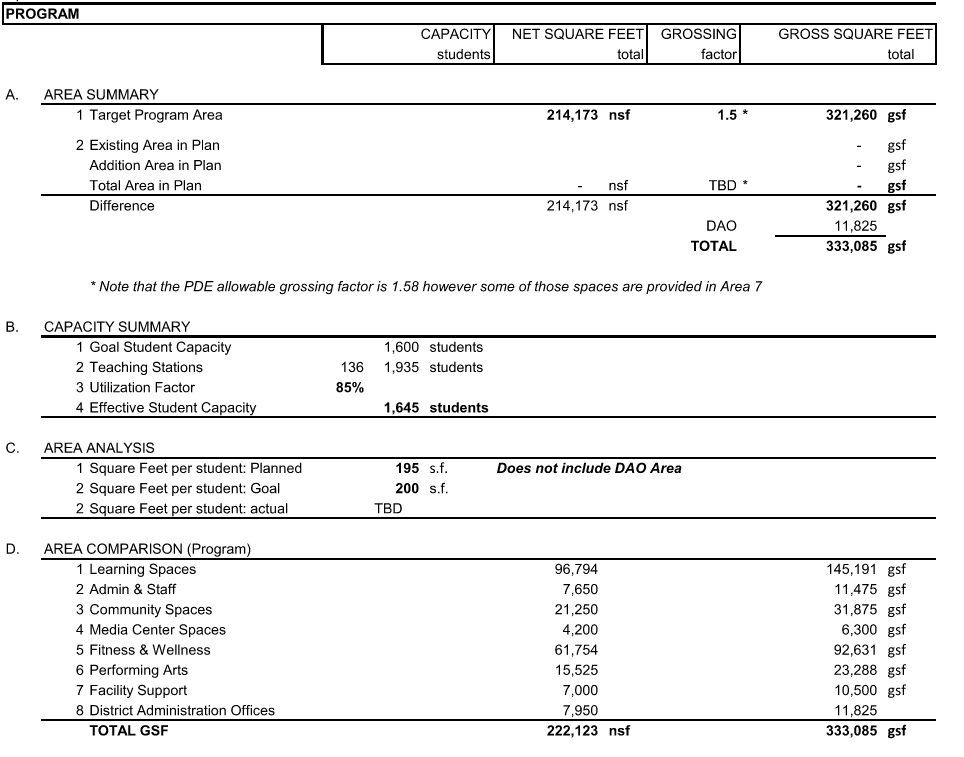 PROGRAM
CAPACITY NET SQUARE FEET GROSSING GROSS SQUARE FEET
students total factor total
A. AREA SUMMARY
1 Target Program Area 214,173 nsf 1.5 * 321,260 gsf
2 Existing Area in Plan - gsf
Addition Area in Plan - gsf
Total Area in Plan - nsf TBD * - gsf
Difference 214,173 nsf 321,260 gsf
DAO 11,825
TOTAL 333,085 gsf
* Note that the PDE allowable grossing factor is 1.58 however some of those spaces are provided in Area 7
B. CAPACITY SUMMARY
1 Goal Student Capacity 1,600 students
2 Teaching Stations 136 1,935 students
3 Utilization Factor 85%
4 Effective Student Capacity 1,645 students
C. AREA ANALYSIS
1 Square Feet per student: Planned 195 s.f. Does not include DAO Area
2 Square Feet per student: Goal 200 s.f.
2 Square Feet per student: actual TBD
D. AREA COMPARISON (Program)
1 Learning Spaces 96,794 145,191 gsf
2 Admin & Staff 7,650 11,475 gsf
3 Community Spaces 21,250 31,875 gsf
4 Media Center Spaces 4,200 6,300 gsf
5 Fitness & Wellness 61,754 92,631 gsf
6 Performing Arts 15,525 23,288 gsf
7 Facility Support 7,000 10,500 gsf
8 District Administration Offices 7,950 11,825
TOTAL GSF 222,123 nsf 333,085 gsf